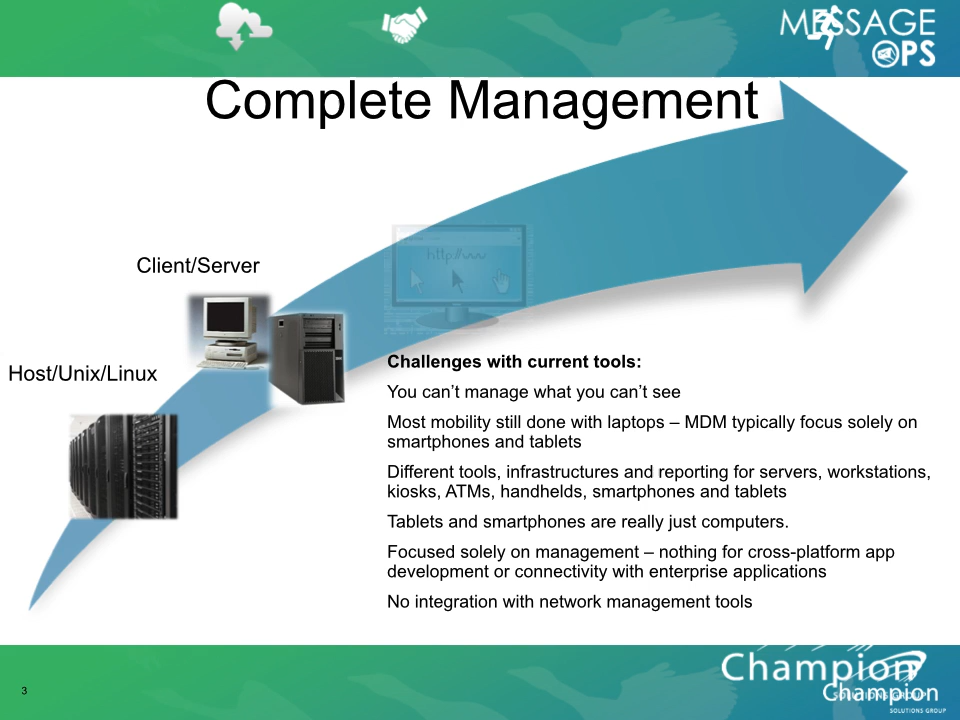 MESSAGE
OPS
Complete Management
http://www
Client/Server
Host/Unix/Linux
Challenges with current tools:
You can’t manage what you can’t see
Most mobility still done with laptops – MDM typically focus solely on
smartphones and tablets
Different tools, infrastructures and reporting for servers, workstations,
kiosks, ATMs, handhelds, smartphones and tablets
Tablets and smartphones are really just computers.
Focused solely on management – nothing for cross-platform app
development or connectivity with enterprise applications
No integration with network management tools
Champion
SOLUTIONS GROUP
Champion
SOLUTIONS GROUP
3